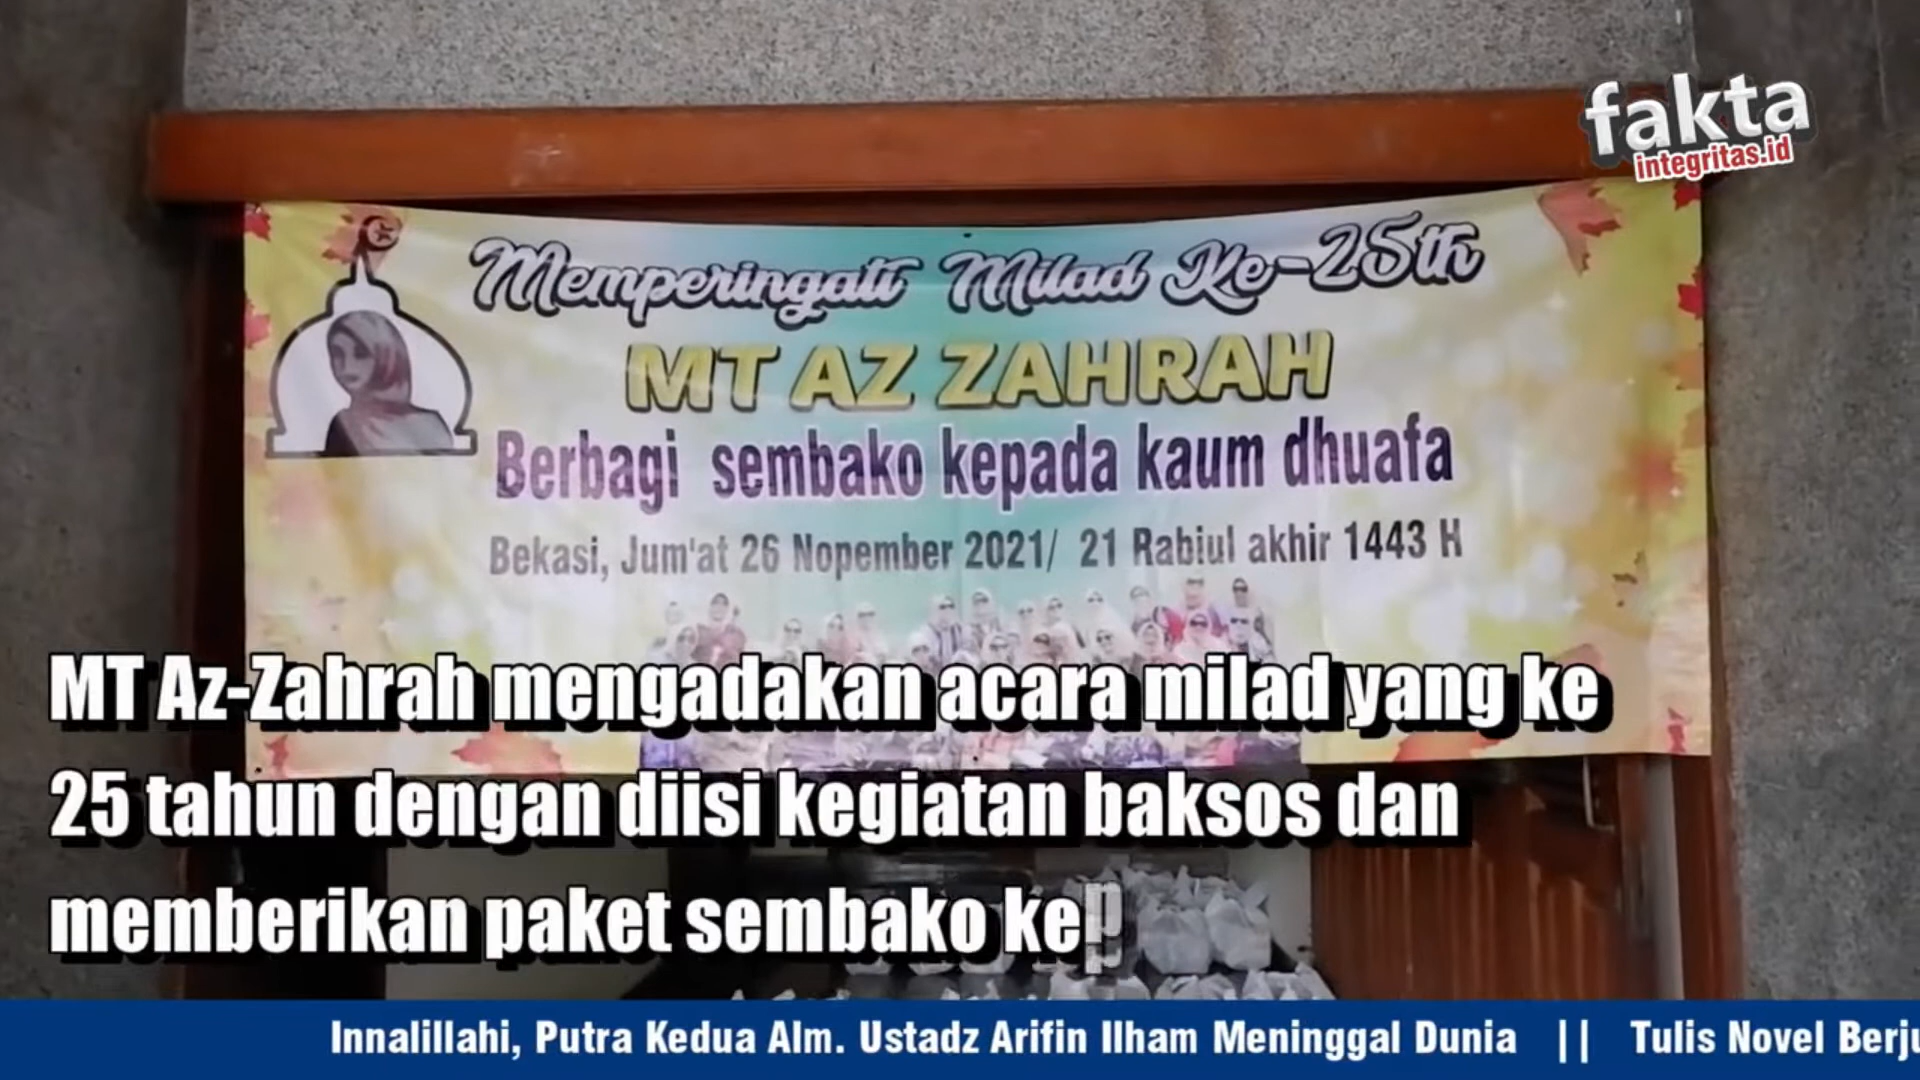 fakta
integritas.id
Memperingati Milad Ke-25th
MT AZ ZAHRAH
Berbagi sembako kepada kaum dhuafa
Bekasi, Jum'at 26 Nopember 2021/ 21 Rabiul akhir 1443 H
MT Az-Zahrah mengadakan acara milad yang ke
25 tahun dengan diisi kegiatan baksos dan
memberikan paket sembako kep
Innalillahi, Putra Kedua Alm. Ustadz Arifin Ilham Meninggal Dunia || Tulis Novel Berju